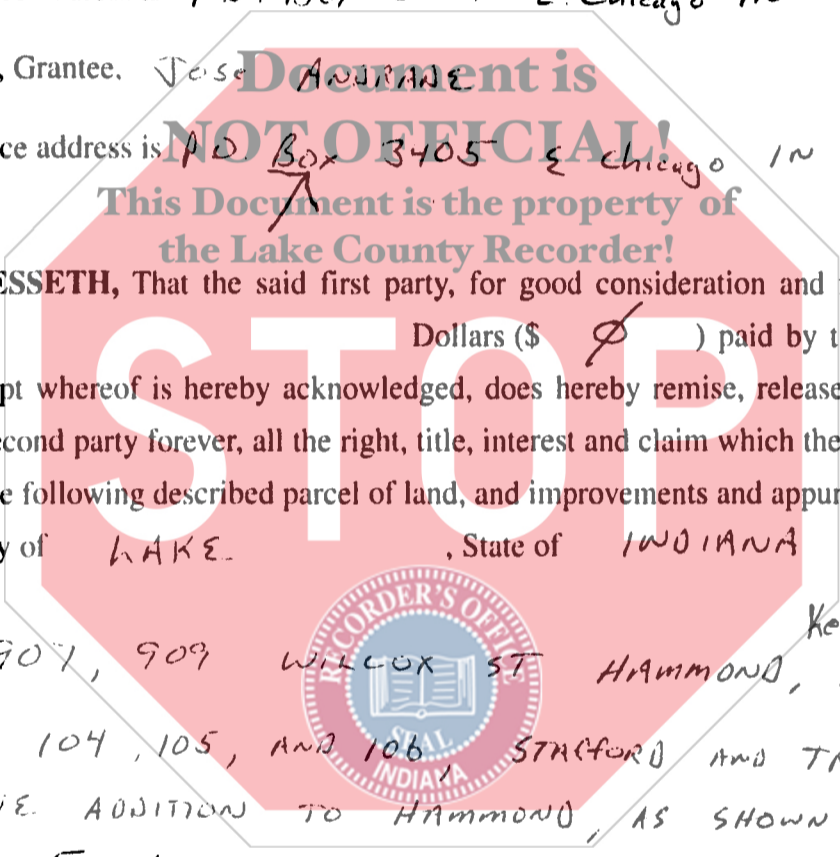 E. Chicago IN
, Grantee. Jose ANDRADE
Document is
ce address is P.O. Box 3405 E Chicago IN
NOT OFFICIAL!
This Document is the property of
the Lake County Recorder!
ESSETH, That the said first party, for good consideration and
Dollars ($ Ø ) paid by t
pt whereof is hereby acknowledged, does hereby remise, release
econd party forever, all the right, title, interest and claim which the
e following described parcel of land, and improvements and appur
y of LAKE , State of INDIANA
STOP
Ke
907, 909 WILCOX ST HAMMOND,
104, 105, AND 106, STAFFORD AND TR
E ADDITION TO HAMMOND, AS SHOWN
RECORDER'S OFFICE
SEAL
INDIANA